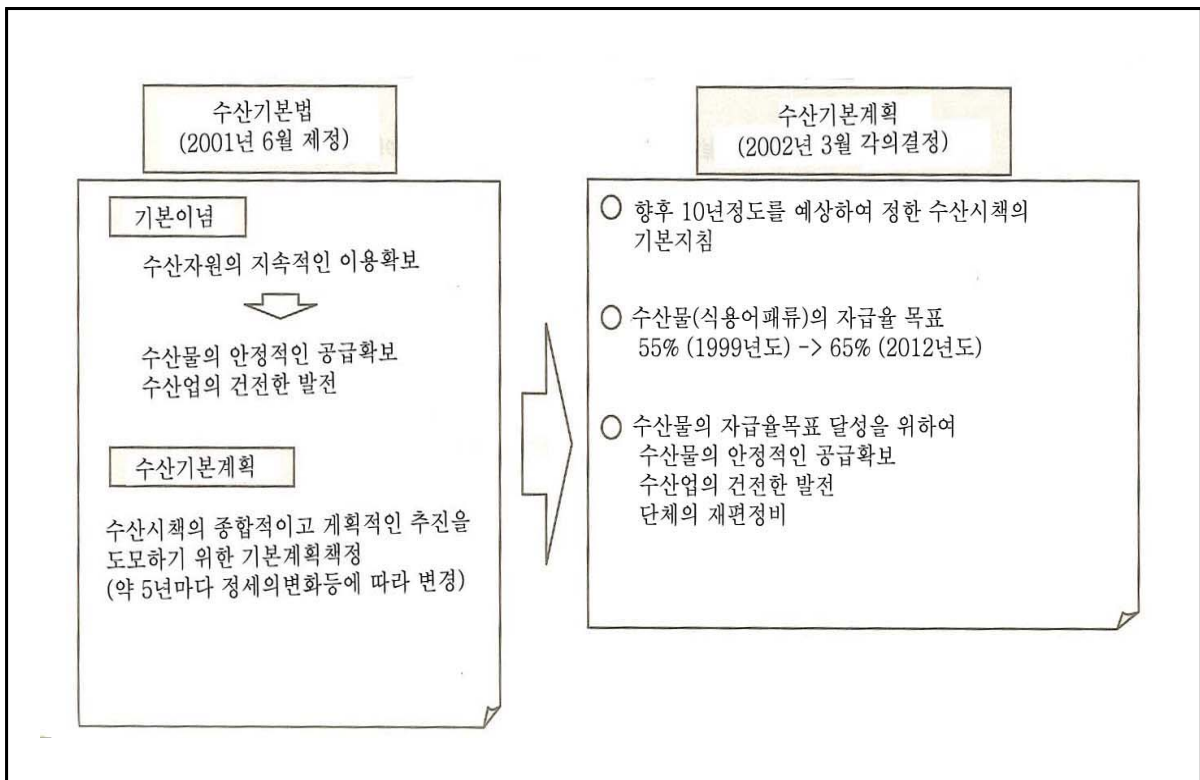 수산기본법
(2001년 6월 제정)
기본이념
수산자원의 지속적인 이용확보
수산물의 안정적인 공급확보
수산업의 건전한 발전
수산기본계획
수산시책의 종합적이고 게획적인 추진을
도모하기 위한 기본계획책정
(약 5년마다 정세의변화등에 따라 변경)
수산기본계획
(2002년 3월 각의결정)
○ 향후 10년정도를 예상하여 정한 수산시책의
기본지침
○ 수산물(식용어패류)의 자급율 목표
55% (1999년도) -> 65% (2012년도)
○ 수산물의 자급율목표 달성을 위하여
수산물의 안정적인 공급확보
수산업의 건전한 발전
단체의 재편정비